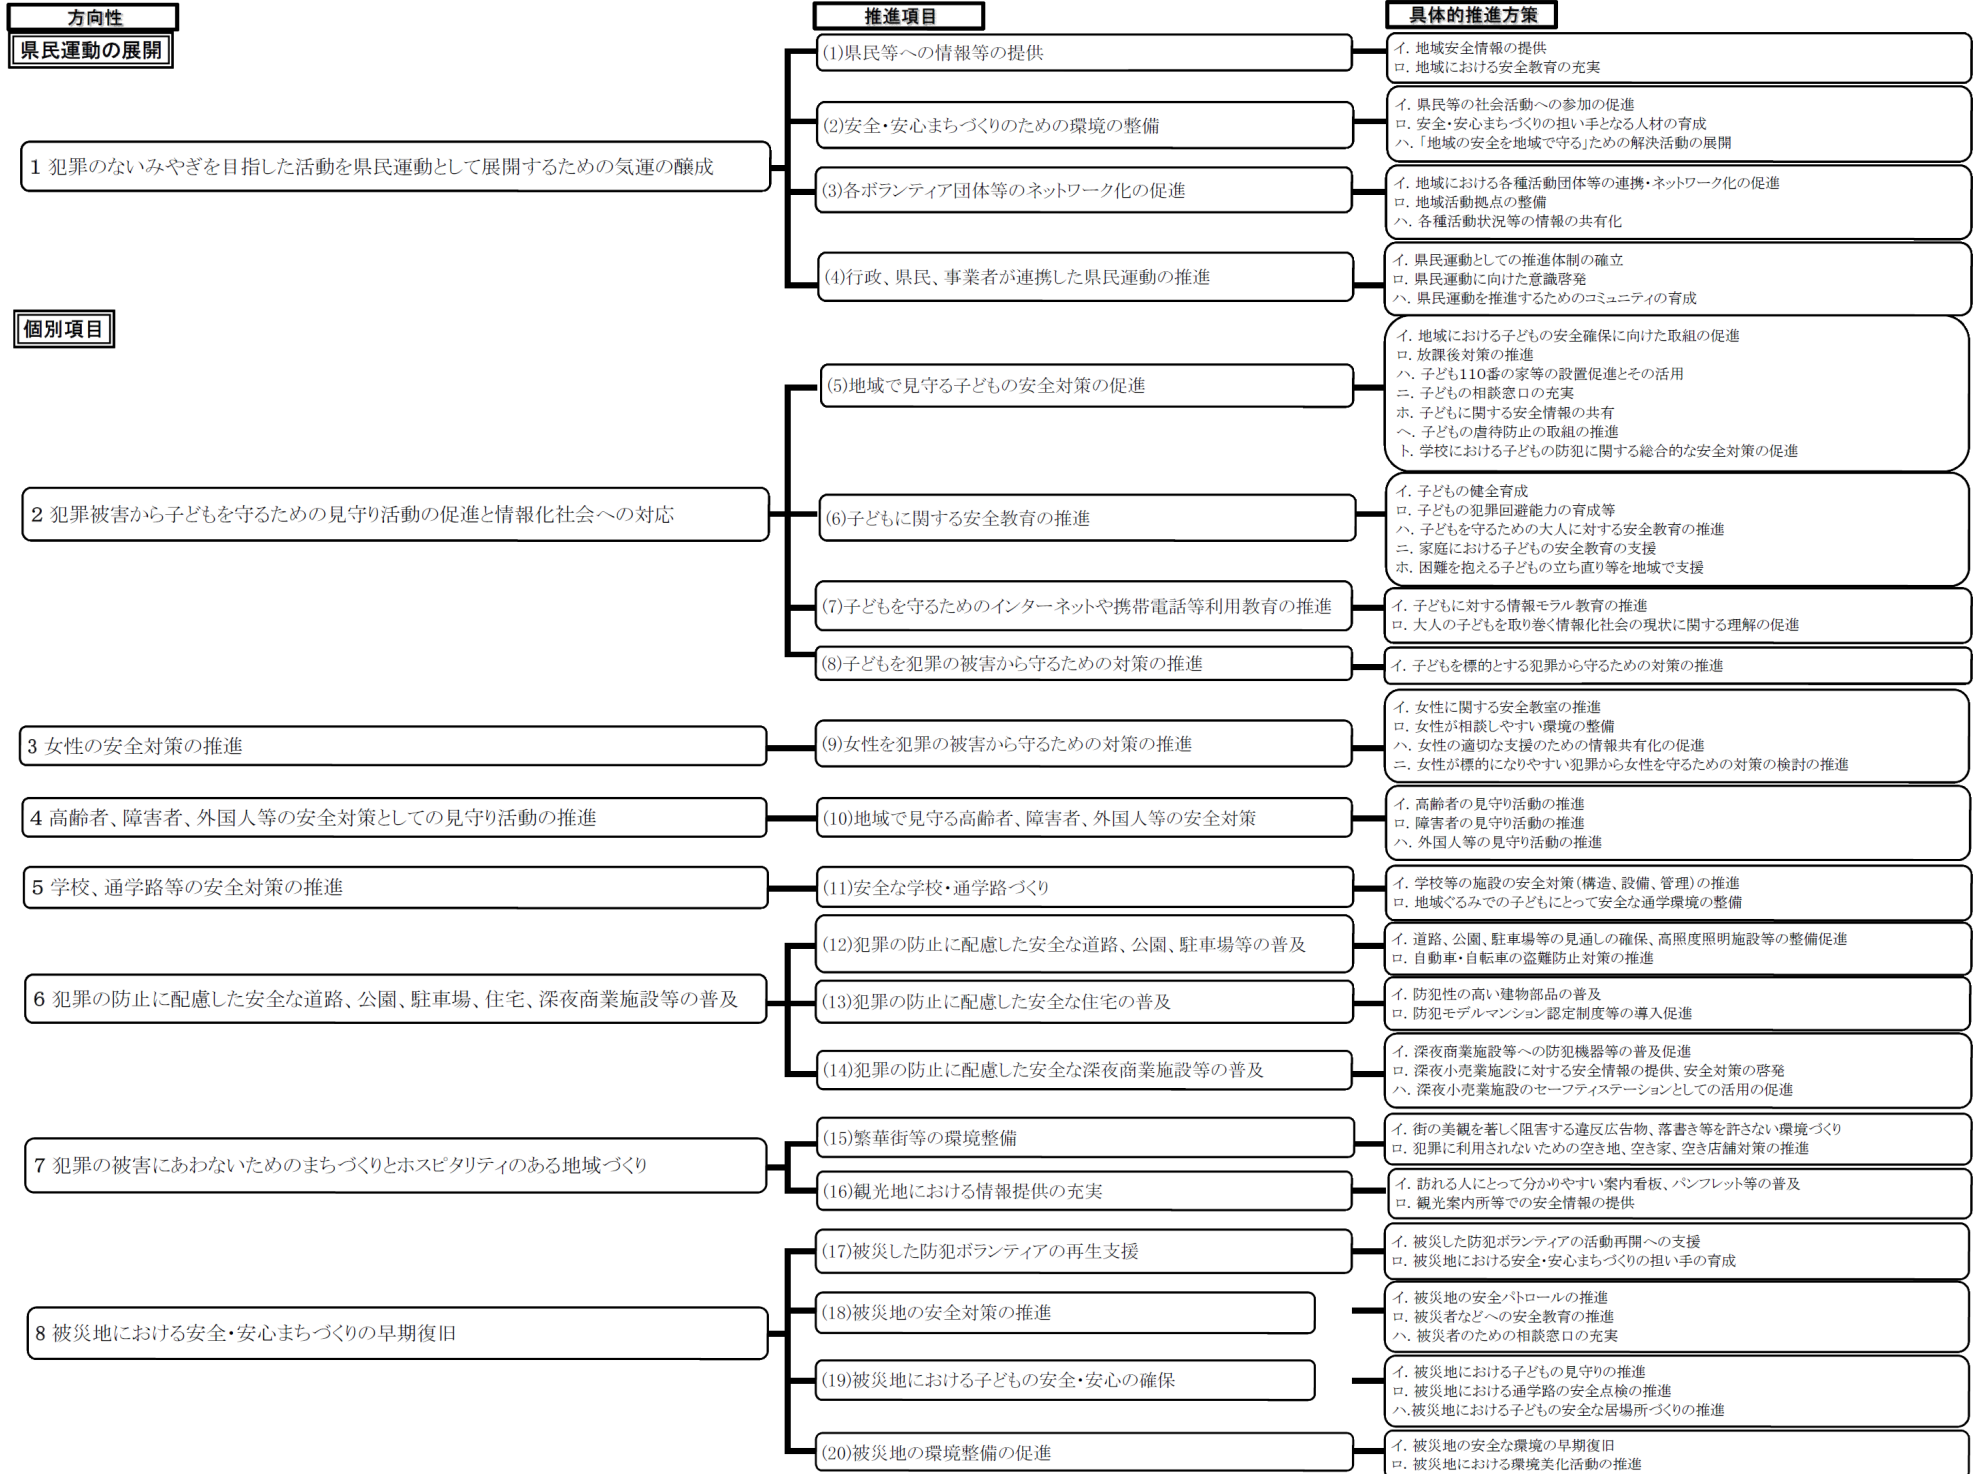 方向性
推進項目
具体的推進方策
県民運動の展開
1 犯罪のないみやぎを目指した活動を県民運動として展開するための気運の醸成
(1)県民等への情報等の提供
イ. 地域安全情報の提供
ロ. 地域における安全教育の充実
(2)安全・安心まちづくりのための環境の整備
イ. 県民等の社会活動への参加の促進
ロ. 安全・安心まちづくりの担い手となる人材の育成
ハ. 「地域の安全を地域で守る」ための解決活動の展開
(3)各ボランティア団体等のネットワーク化の促進
イ. 地域における各種活動団体等の連携・ネットワーク化の促進
ロ. 地域活動拠点の整備
ハ. 各種活動状況等の情報の共有化
(4)行政、県民、事業者が連携した県民運動の推進
イ. 県民運動としての推進体制の確立
ロ. 県民運動に向けた意識啓発
ハ. 県民運動を推進するためのコミュニティの育成
個別項目
2 犯罪被害から子どもを守るための見守り活動の促進と情報化社会への対応
(5)地域で見守る子どもの安全対策の促進
イ. 地域における子どもの安全確保に向けた取組の促進
ロ. 放課後対策の推進
ハ. 子ども110番の家等の設置促進とその活用
ニ. 子どもの相談窓口の充実
ホ. 子どもに関する安全情報の共有
ヘ. 子どもの虐待防止の取組の推進
ト. 学校における子どもの防犯に関する総合的な安全対策の促進
(6)子どもに関する安全教育の推進
イ. 子どもの健全育成
ロ. 子どもの犯罪回避能力の育成等
ハ. 子どもを守るための大人に対する安全教育の推進
ニ. 家庭における子どもの安全教育の支援
ホ. 困難を抱える子どもの立ち直り等を地域で支援
(7)子どもを守るためのインターネットや携帯電話等利用教育の推進
イ. 子どもに対する情報モラル教育の推進
ロ. 大人の子どもを取り巻く情報化社会の現状に関する理解の促進
(8)子どもを犯罪の被害から守るための対策の推進
イ. 子どもを標的とする犯罪から守るための対策の推進
3 女性の安全対策の推進
(9)女性を犯罪の被害から守るための対策の推進
イ. 女性に関する安全教室の推進
ロ. 女性が相談しやすい環境の整備
ハ. 女性の適切な支援のための情報共有化の促進
ニ. 女性が標的になりやすい犯罪から女性を守るための対策の検討の推進
4 高齢者、障害者、外国人等の安全対策としての見守り活動の推進
(10)地域で見守る高齢者、障害者、外国人等の安全対策
イ. 高齢者の見守り活動の推進
ロ. 障害者の見守り活動の推進
ハ. 外国人等の見守り活動の推進
5 学校、通学路等の安全対策の推進
(11)安全な学校・通学路づくり
イ. 学校等の施設の安全対策（構造、設備、管理）の推進
ロ. 地域ぐるみでの子どもにとって安全な通学環境の整備
6 犯罪の防止に配慮した安全な道路、公園、駐車場、住宅、深夜商業施設等の普及
(12)犯罪の防止に配慮した安全な道路、公園、駐車場等の普及
イ. 道路、公園、駐車場等の見通しの確保、高照度照明施設等の整備促進
ロ. 自動車・自転車の盗難防止対策の推進
(13)犯罪の防止に配慮した安全な住宅の普及
イ. 防犯性の高い建物部品の普及
ロ. 防犯モデルマンション認定制度等の導入促進
(14)犯罪の防止に配慮した安全な深夜商業施設等の普及
イ. 深夜商業施設等への防犯機器等の普及促進
ロ. 深夜小売業施設に対する安全情報の提供、安全対策の啓発
ハ. 深夜小売業施設のセーフティステーションとしての活用の促進
7 犯罪の被害にあわないためのまちづくりとホスピタリティのある地域づくり
(15)繁華街等の環境整備
イ. 街の美観を著しく阻害する違反広告物、落書き等を許さない環境づくり
ロ. 犯罪に利用されないための空き地、空き家、空き店舗対策の推進
(16)観光地における情報提供の充実
イ. 訪れる人にとって分かりやすい案内看板、パンフレット等の普及
ロ. 観光案内所等での安全情報の提供
8 被災地における安全・安心まちづくりの早期復旧
(17)被災した防犯ボランティアの再生支援
イ. 被災した防犯ボランティアの活動再開への支援
ロ. 被災地における安全・安心まちづくりの担い手の育成
(18)被災地の安全対策の推進
イ. 被災地の安全パトロールの推進
ロ. 被災者などへの安全教育の推進
ハ. 被災者のための相談窓口の充実
(19)被災地における子どもの安全・安心の確保
イ. 被災地における子どもの見守りの推進
ロ. 被災地における通学路の安全点検の推進
ハ.被災地における子どもの安全な居場所づくりの推進
(20)被災地の環境整備の促進
イ. 被災地の安全な環境の早期復旧
ロ. 被災地における環境美化活動の推進